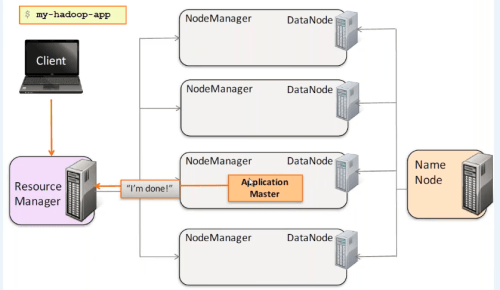 $ my-hadoop-app
Client
NodeManager DataNode
NodeManager DataNode
NodeManager DataNode
NodeManager DataNode
Resource
Manager
"I'm done!"
Application
Master
Name
Node